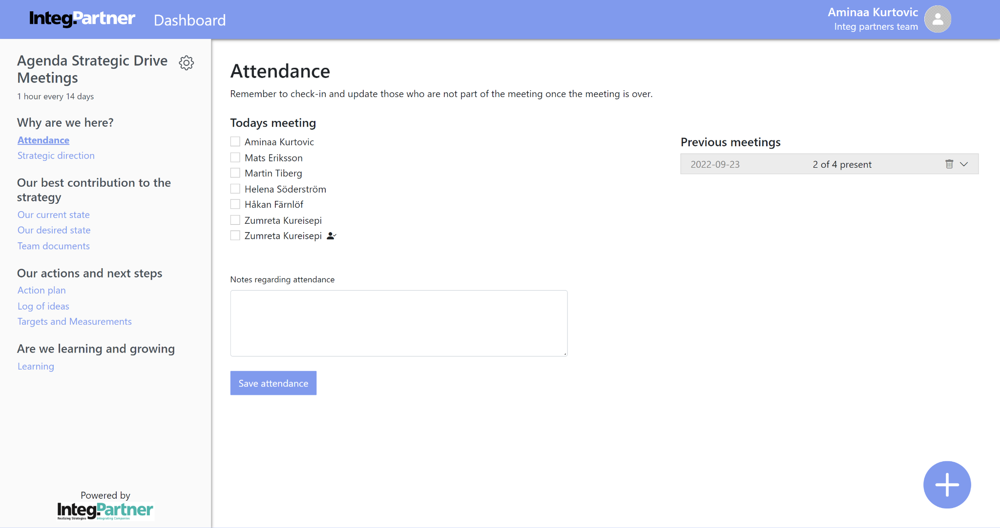 Integ.Partner
Dashboard
Aminaa Kurtovic
Integ partners team
Agenda Strategic Drive
Meetings
1 hour every 14 days
Why are we here?
Attendance
Strategic direction
Our best contribution to the
strategy
Our current state
Our desired state
Team documents
Our actions and next steps
Action plan
Log of ideas
Targets and Measurements
Are we learning and growing
Learning
Powered by
Integ.Partner
Realizing Strategies Integrating Companies
Attendance
Remember to check-in and update those who are not part of the meeting once the meeting is over.
Todays meeting
Aminaa Kurtovic
Mats Eriksson
Martin Tiberg
Helena Söderström
Håkan Färnlöf
Zumreta Kureisepi
Zumreta Kureisepi
Notes regarding attendance
Save attendance
Previous meetings
2022-09-23 2 of 4 present